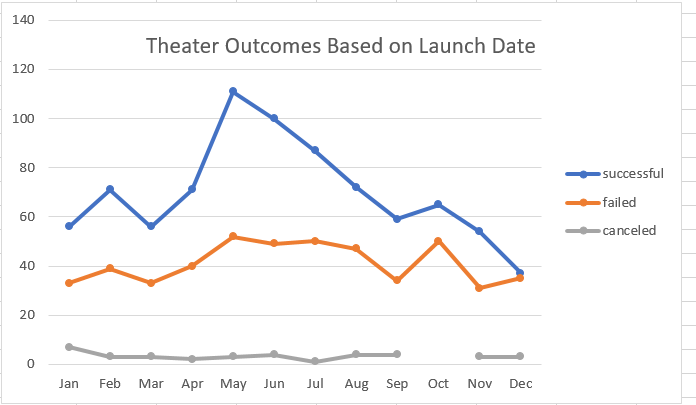 Theater Outcomes Based on Launch Date
140
120
100
80
60
40
20
0
Jan Feb Mar Apr May Jun Jul Aug Sep Oct Nov Dec
successful
failed
canceled